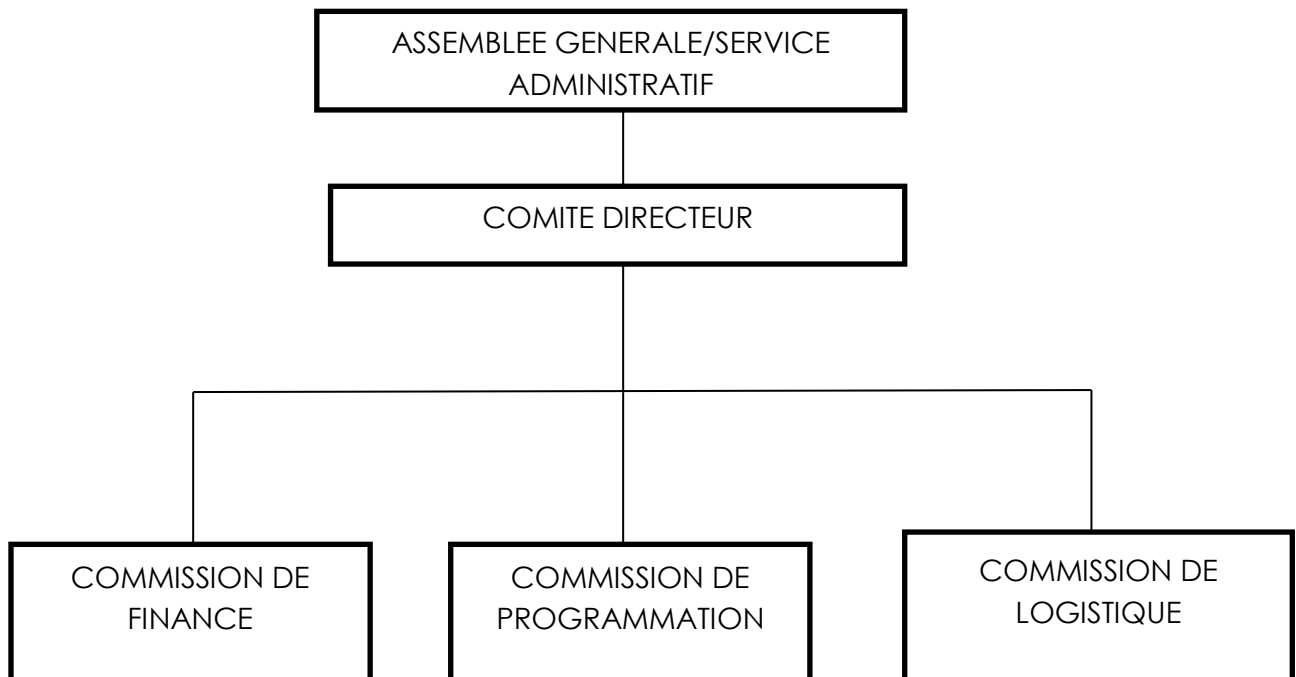 ASSEMBLEE GENERALE/SERVICE
ADMINISTRATIF
COMITE DIRECTEUR
COMMISSION DE
FINANCE
COMMISSION DE
PROGRAMMATION
COMMISSION DE
LOGISTIQUE